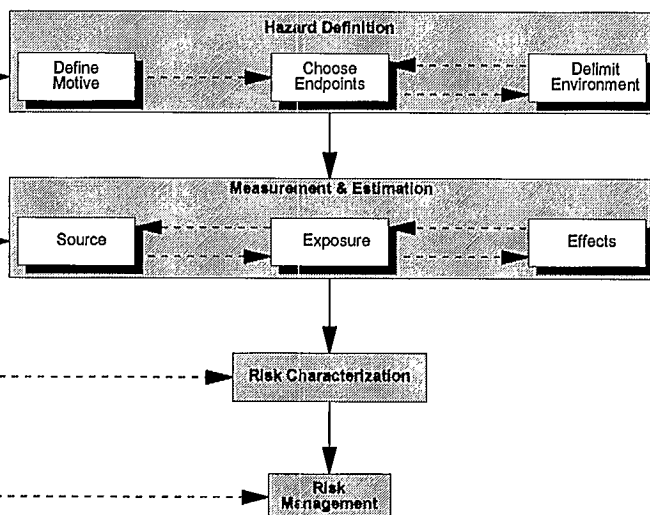 Hazard Definition
Define
Motive
Choose
Endpoints
Delimit
Environment
Measurement & Estimation
Source
Exposure
Effects
Risk Characterization
Risk
Management